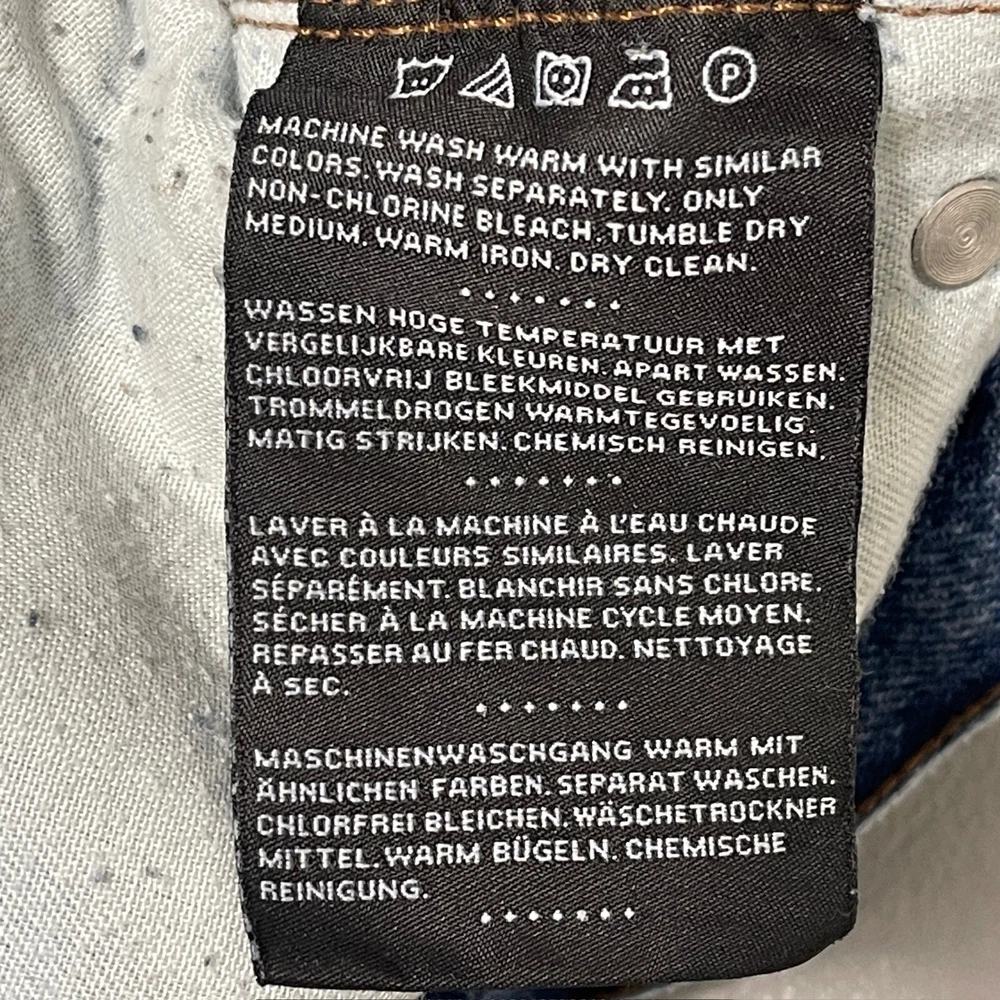 P
MACHINE WASH WARM WITH SIMILAR
COLORS. WASH SEPARATELY. ONLY
NON-CHLORINE BLEACH. TUMBLE DRY
MEDIUM. WARM IRON. DRY CLEAN.
WASSEN HOGE TEMPERATUUR MET
VERGELIJKBARE KLEUREN. APART WASSEN.
CHLOORVRIJ BLEEKMIDDEL GEBRUIKEN.
TROMMELDROGEN WARMTEGEVOELIG.
MATIG STRIJKEN. CHEMISCH REINIGEN.
LAVER À LA MACHINE À L'EAU CHAUDE
AVEC COULEURS SIMILAIRES. LAVER
SÉPARÉMENT. BLANCHIR SANS CHLORE.
SÉCHER À LA MACHINE CYCLE MOYEN.
REPASSER AU FER CHAUD. NETTOYAGE
À SEC.
MASCHINENWASCHGANG WARM MIT
ÄHNLICHEN FARBEN. SEPARAT WASCHEN.
CHLORFREI BLEICHEN. WÄSCHETROCKNER
MITTEL. WARM BÜGELN. CHEMISCHE
REINIGUNG.